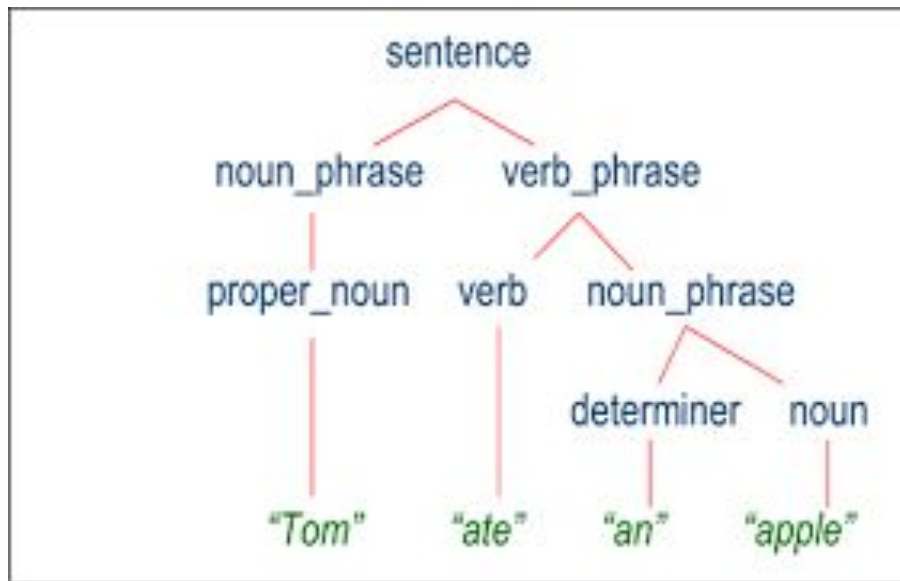 sentence
noun_phrase verb_phrase
proper_noun verb noun_phrase
determiner noun
“Tom” “ate” “an” “apple”